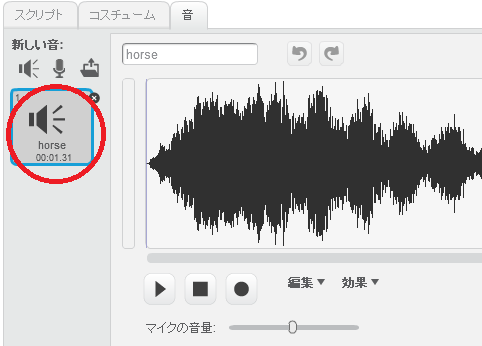 スクリプト コスチューム 音
新しい音:
horse
1
horse
00:01.31
編集▼ 効果▼
マイクの音量: